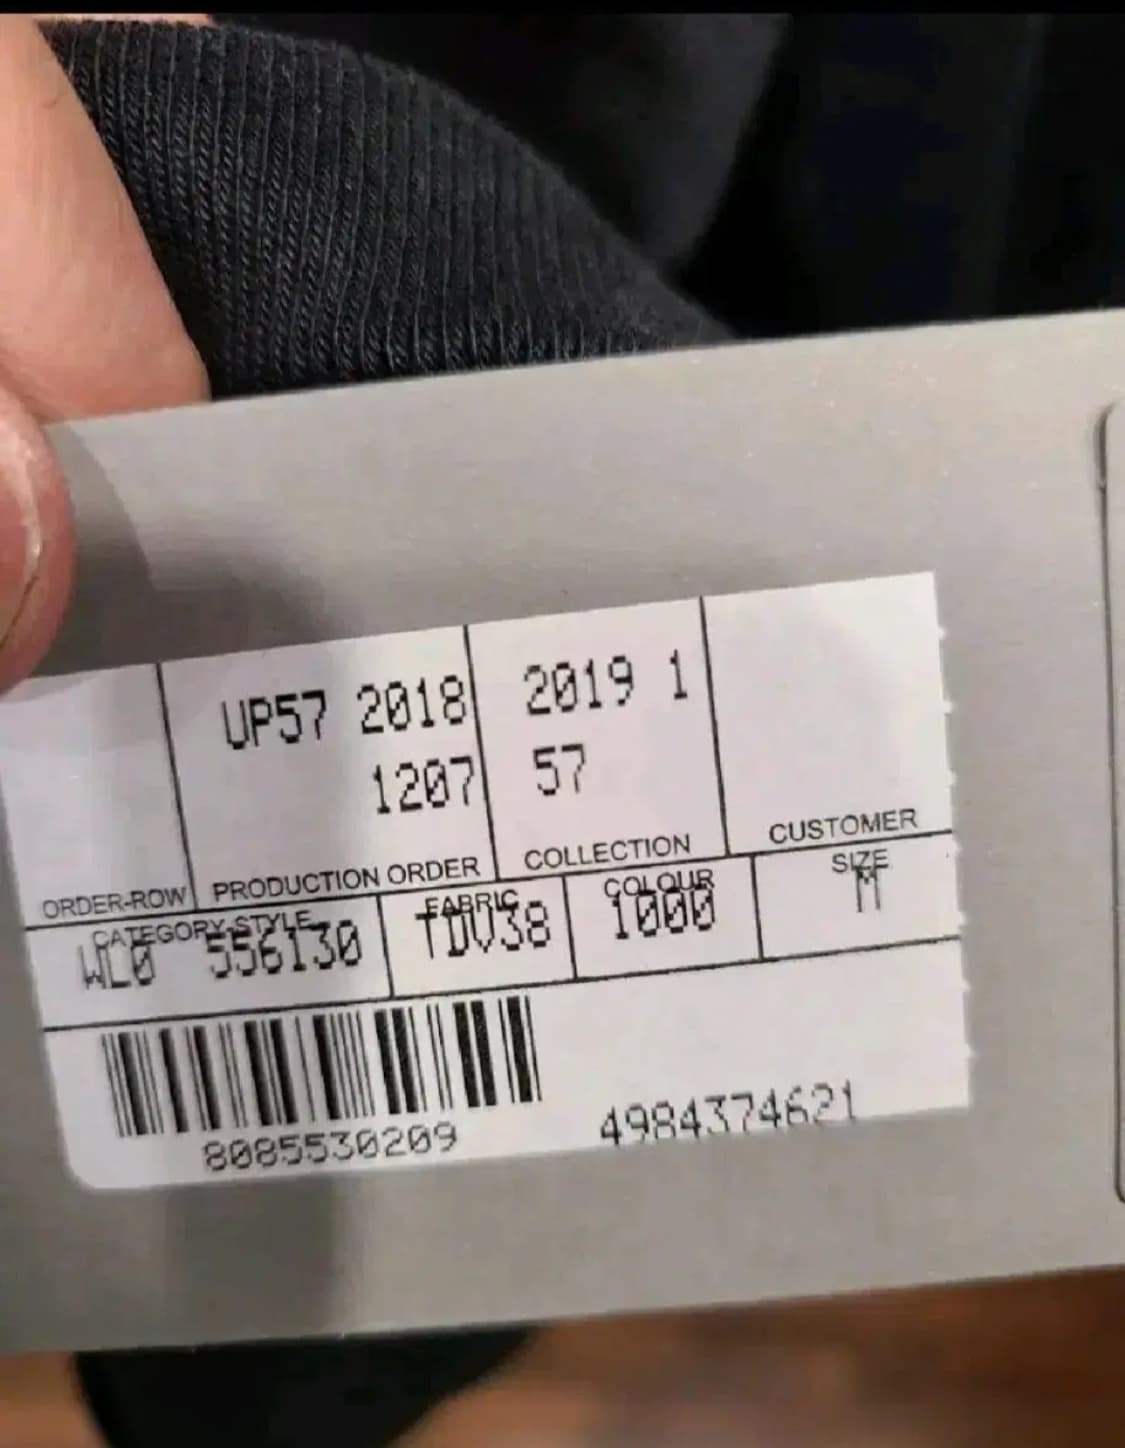 UP57 2018
1207
2019 1
57
ORDER-ROW
PRODUCTION ORDER
COLLECTION
CUSTOMER
CATEGORY-STYLE
WL0 556130
FABRIC
TDV38
COLOUR
1000
SIZE
M
8085530209
4984374621